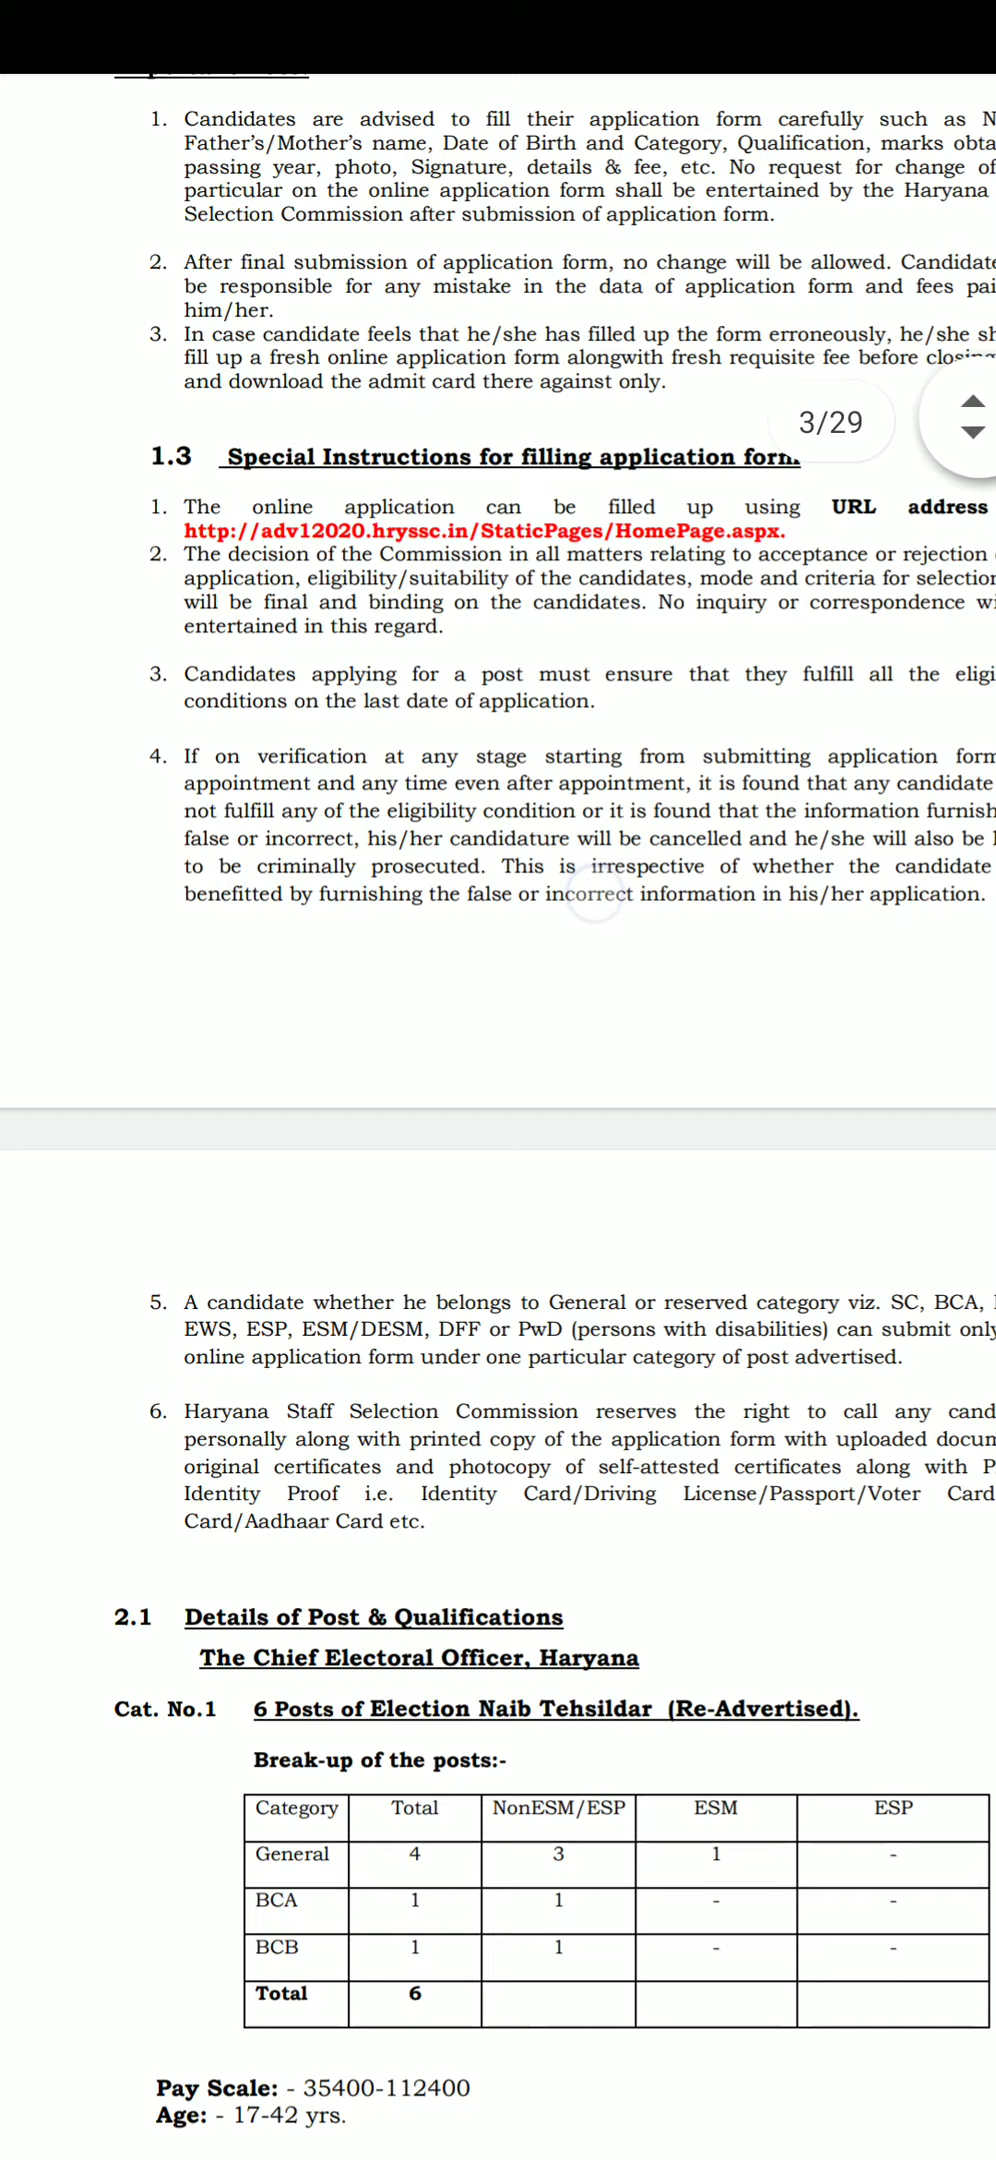 1. Candidates are advised to fill their application form carefully such as
Father's/Mother's name, Date of Birth and Category, Qualification, marks
passing year, photo, Signature, details & fee, etc. No request for change of
particular on the online application form shall be entertained by the Haryana
Selection Commission after submission of application form.
2. After final submission of application form, no change will be allowed.
be responsible for any mistake in the data of application form and fees
him/her.
3. In case candidate feels that he/she has filled up the form erroneously, he/she
fill up a fresh online application form alongwith fresh requisite fee before
and download the admit card there against only.
3/29
1.3 Special Instructions for filling application form
1. The online application can be filled up using URL address
http://adv12020.hryssc.in/StaticPages/HomePage.aspx.
2. The decision of the Commission in all matters relating to acceptance or rejection
application, eligibility/suitability of the candidates, mode and criteria for
will be final and binding on the candidates. No inquiry or correspondence
entertained in this regard.
3. Candidates applying for a post must ensure that they fulfill all the
conditions on the last date of application.
4. If on verification at any stage starting from submitting application
appointment and any time even after appointment, it is found that any candidate
not fulfill any of the eligibility condition or it is found that the information
false or incorrect, his/her candidature will be cancelled and he/she will also be
to be criminally prosecuted. This is irrespective of whether the candidate
benefitted by furnishing the false or incorrect information in his/her application.
5. A candidate whether he belongs to General or reserved category viz. SC, BCA,
EWS, ESP, ESM/DESM, DFF or PwD (persons with disabilities) can submit only
online application form under one particular category of post advertised.
6. Haryana Staff Selection Commission reserves the right to call any
personally along with printed copy of the application form with uploaded
original certificates and photocopy of self-attested certificates along with
Identity Proof i.e. Identity Card/Driving License/Passport/Voter Card
Card/Aadhaar Card etc.
2.1 Details of Post & Qualifications
The Chief Electoral Officer, Haryana
Cat. No.1 6 Posts of Election Naib Tehsildar (Re-Advertised).
Break-up of the posts:-
Category Total NonESM/ESP ESM ESP
General 4 3 1 -
BCA 1 1 - -
BCB 1 1 - -
Total 6
Pay Scale: - 35400-112400
Age: - 17-42 yrs.